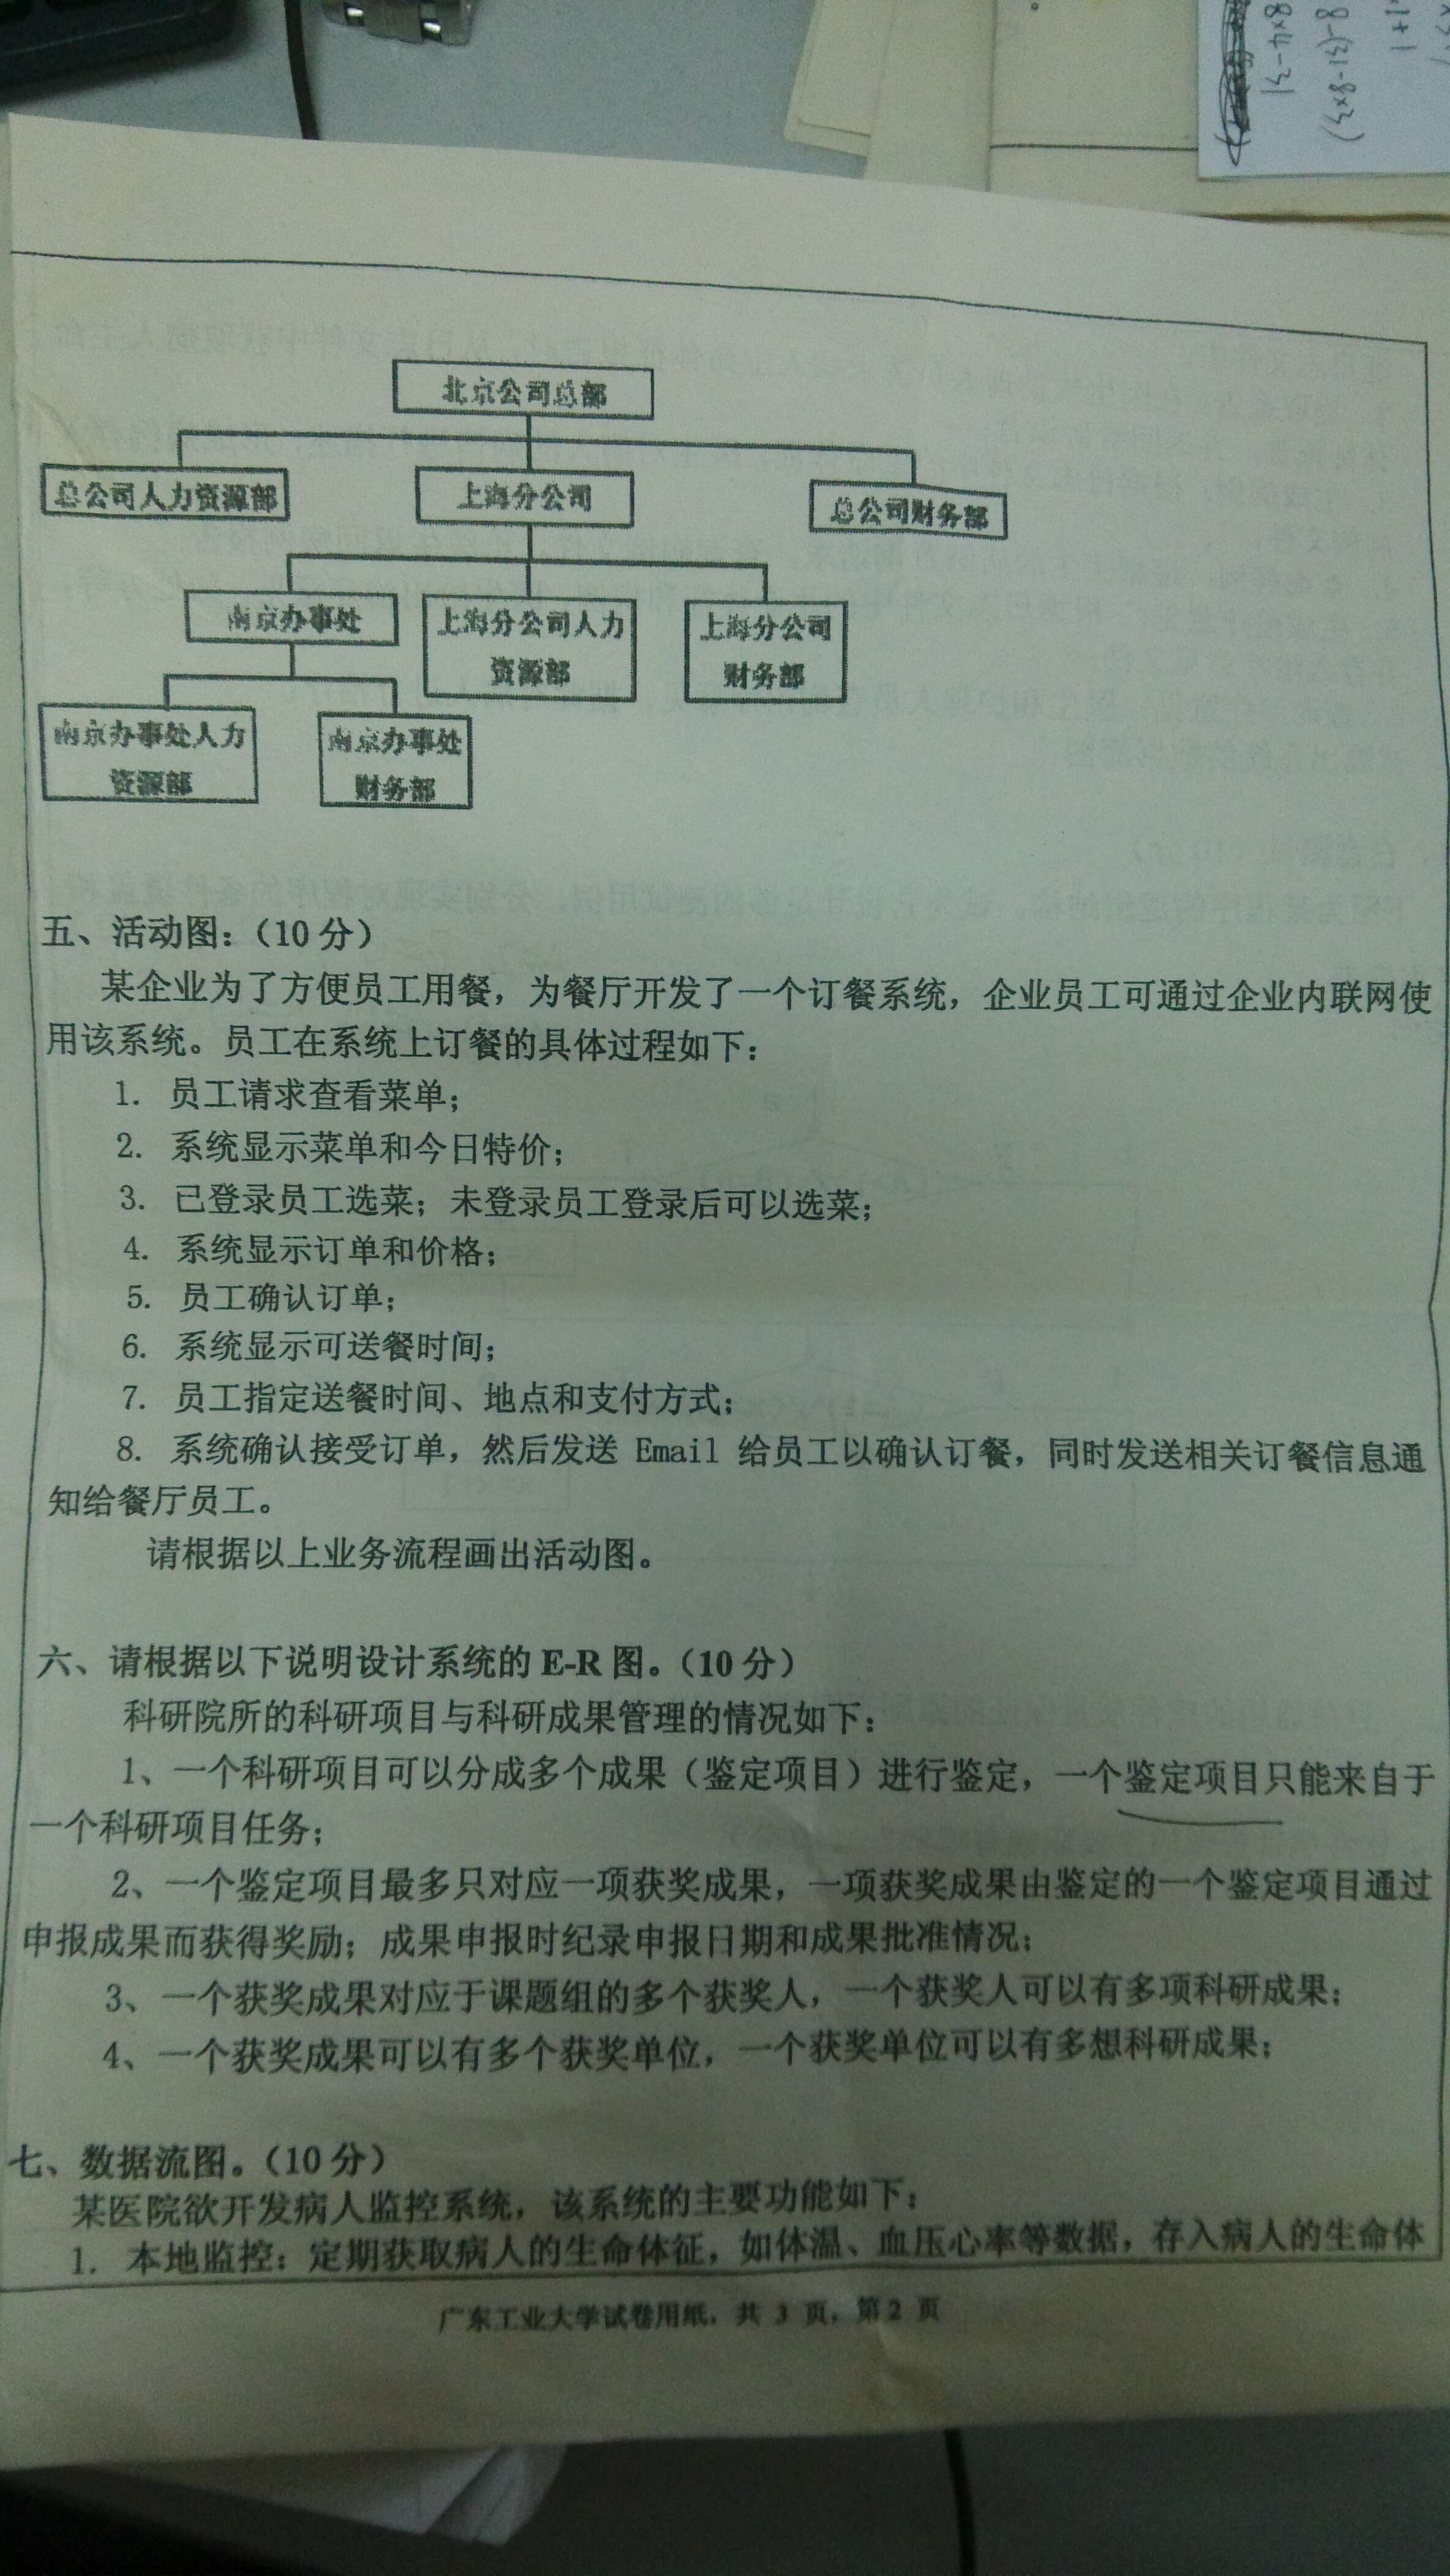 8×4-31
8-(31-8×3)
1+1
北京公司总部
总公司人力资源部
上海分公司
总公司财务部
南京办事处
上海分公司人力
资源部
上海分公司
财务部
南京办事处人力
资源部
南京办事处
财务部
五、活动图：（10 分）
某企业为了方便员工用餐，为餐厅开发了一个订餐系统，企业员工可通过企业内联网使
用该系统。员工在系统上订餐的具体过程如下：
1. 员工请求查看菜单；
2. 系统显示菜单和今日特价；
3. 已登录员工选菜；未登录员工登录后可以选菜；
4. 系统显示订单和价格；
5. 员工确认订单；
6. 系统显示可送餐时间；
7. 员工指定送餐时间、地点和支付方式；
8. 系统确认接受订单，然后发送 Email 给员工以确认订餐，同时发送相关订餐信息通
知给餐厅员工。
请根据以上业务流程画出活动图。
六、请根据以下说明设计系统的 E-R 图。（10 分）
科研院所的科研项目与科研成果管理的情况如下：
1、一个科研项目可以分成多个成果（鉴定项目）进行鉴定，一个鉴定项目只能来自于
一个科研项目任务；
2、一个鉴定项目最多只对应一项获奖成果，一项获奖成果由鉴定的一个鉴定项目通过
申报成果而获得奖励；成果申报时纪录申报日期和成果批准情况；
3、一个获奖成果对应于课题组的多个获奖人，一个获奖人可以有多项科研成果；
4、一个获奖成果可以有多个获奖单位，一个获奖单位可以有多想科研成果；
七、数据流图。（10 分）
某医院欲开发病人监控系统，该系统的主要功能如下：
1. 本地监控：定期获取病人的生命体征，如体温、血压心率等数据，存入病人的生命体
广东工业大学试卷用纸，共 3 页，第 2 页